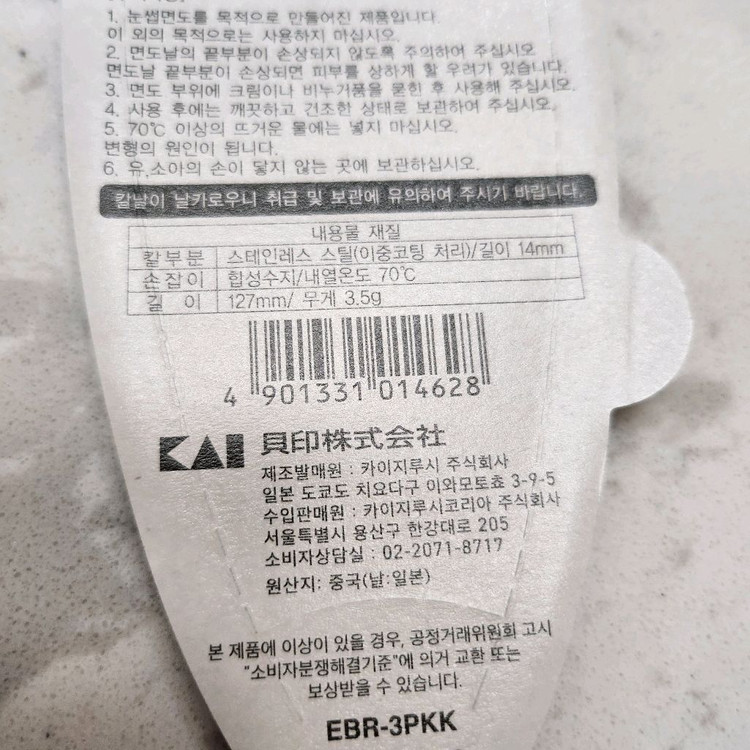 1. 눈썹면도를 목적으로 만들어진 제품입니다.
이 외의 목적으로는 사용하지 마십시오.
2. 면도날의 끝부분이 손상되지 않도록 주의하여 주십시오
면도날 끝부분이 손상되면 피부를 상하게 할 우려가 있습니다.
3. 면도 부위에 크림이나 비누거품을 묻힌 후 사용해 주십시오.
4. 사용 후에는 깨끗하고 건조한 상태로 보관하여 주십시오.
5. 70℃ 이상의 뜨거운 물에는 넣지 마십시오.
변형의 원인이 됩니다.
6. 유,소아의 손이 닿지 않는 곳에 보관하십시오.
칼날이 날카로우니 취급 및 보관에 유의하여 주시기 바랍니다.
내용물 재질
칼부분 스테인레스 스틸(이중코팅 처리)/길이 14mm
손잡이 합성수지/내열온도 70℃
길 이 127mm/ 무게 3.5g
4 901331 014628
KAI 貝印株式会社
제조발매원 : 카이지루시 주식회사
일본 도쿄도 치요다구 이와모토쵸 3-9-5
수입판매원 : 카이지루시코리아 주식회사
서울특별시 용산구 한강대로 205
소비자상담실 : 02-2071-8717
원산지: 중국(날:일본)
본 제품에 이상이 있을 경우, 공정거래위원회 고시
"소비자분쟁해결기준"에 의거 교환 또는
보상받을 수 있습니다.
EBR-3PKK